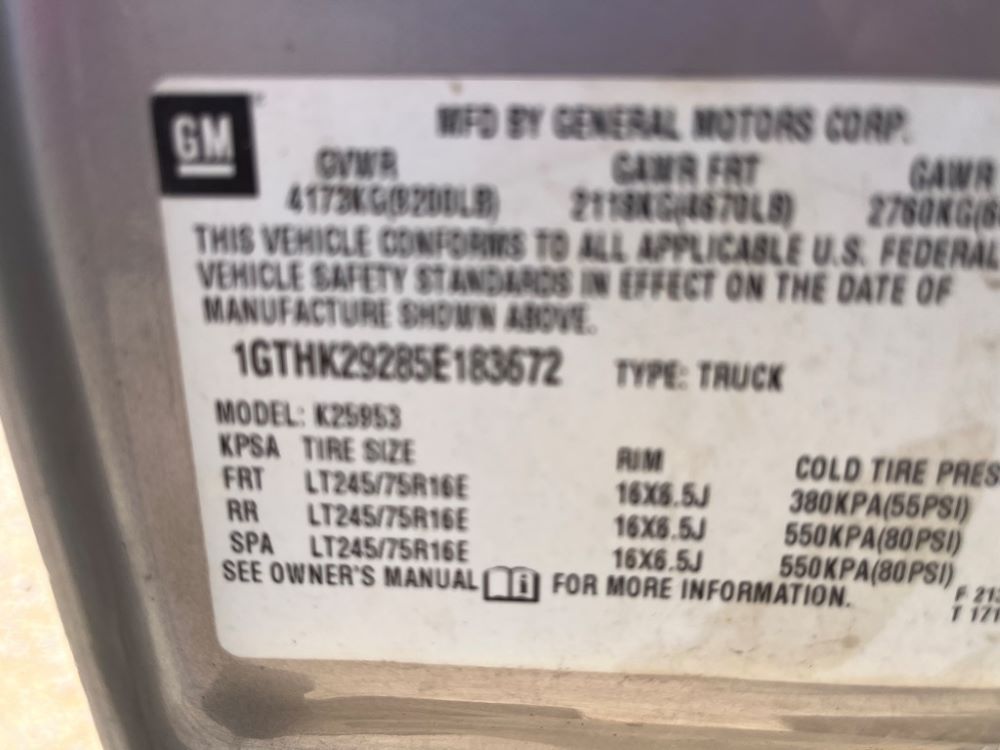 GM
MFD BY GENERAL MOTORS CORP.
GVWR GAWR FRT GAWR
4173KG(9200LB) 2118KG(4670LB) 2760KG(6
THIS VEHICLE CONFORMS TO ALL APPLICABLE U.S. FEDERAL
VEHICLE SAFETY STANDARDS IN EFFECT ON THE DATE OF
MANUFACTURE SHOWN ABOVE.
1GTHK29285E183672 TYPE: TRUCK
MODEL: K25953
KPSA TIRE SIZE RIM COLD TIRE PRES
FRT LT245/75R16E 16X6.5J 380KPA(55PSI)
RR LT245/75R16E 16X6.5J 550KPA(80PSI)
SPA LT245/75R16E 16X6.5J 550KPA(80PSI)
SEE OWNER'S MANUAL i FOR MORE INFORMATION.
F 213
T 171